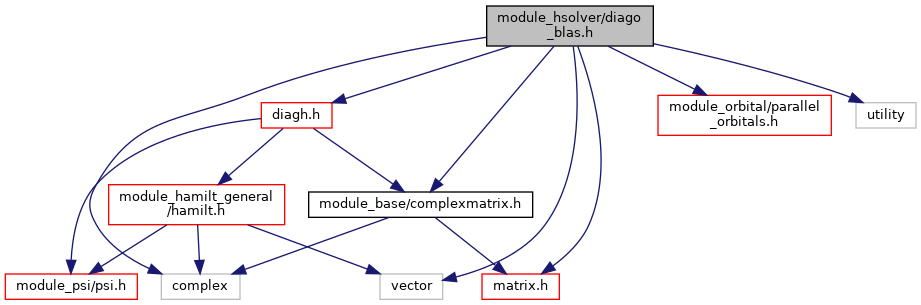 module_hsolver/diago
_blas.h
diagh.h
module_orbital/parallel
_orbitals.h
utility
module_hamilt_general
/hamilt.h
module_base/complexmatrix.h
module_psi/psi.h
complex
vector
matrix.h